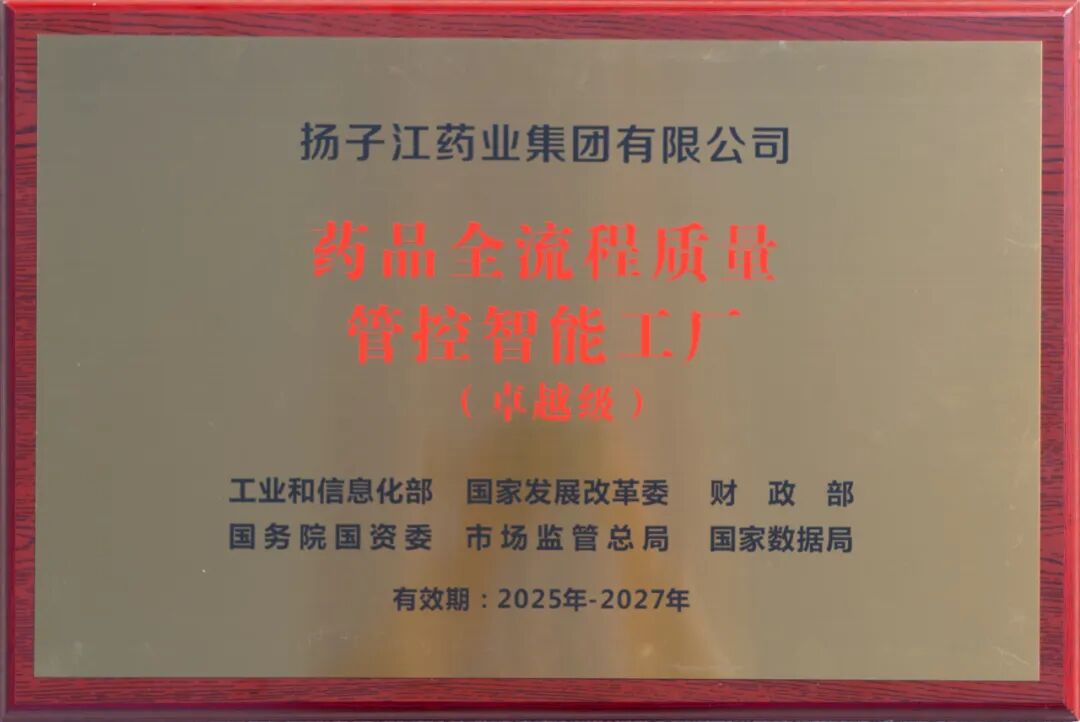 扬子江药业集团有限公司
药品全流程质量
管控智能工厂
（卓越级）
工业和信息化部 国家发展改革委 财政部
国务院国资委 市场监管总局 国家数据局
有效期：2025年-2027年